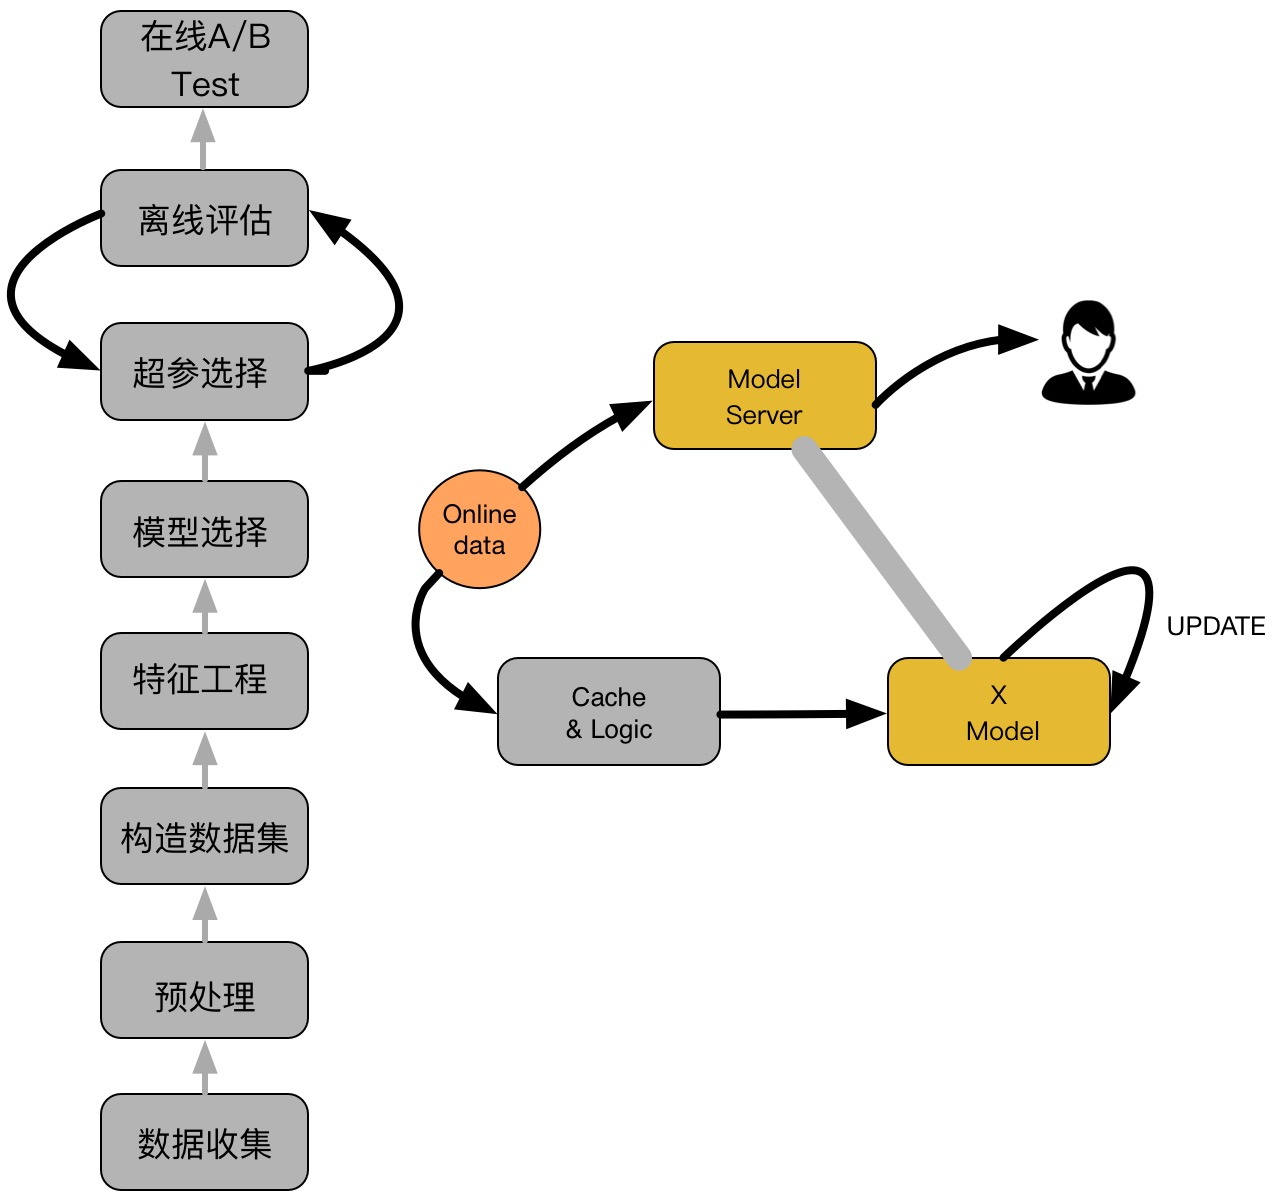 在线A/B
Test
离线评估
超参选择
模型选择
特征工程
构造数据集
预处理
数据收集
Model
Server
Online
data
UPDATE
Cache
& Logic
X
Model